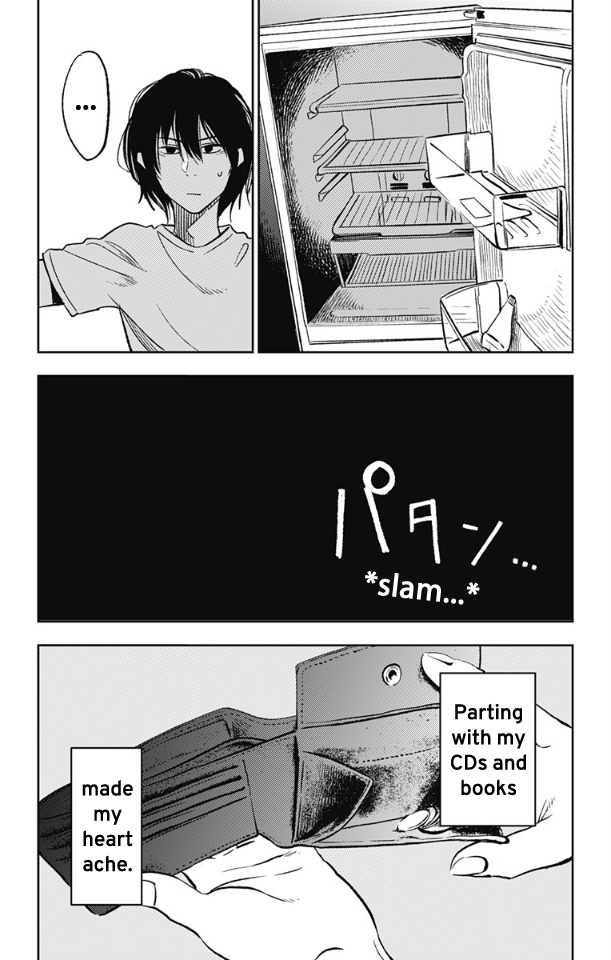 ...
パタン...
*slam...*
Parting
with my
CDs and
books
made
my
heart
ache.